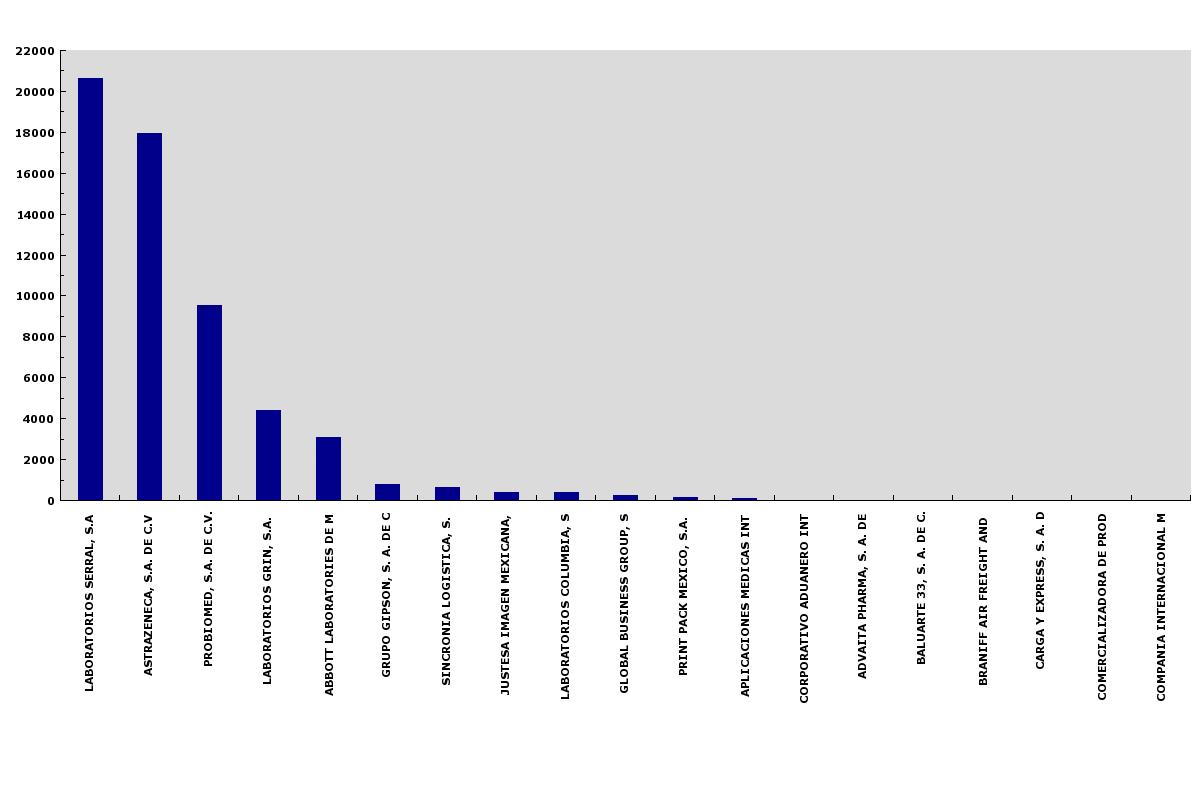 22000
20000
18000
16000
14000
12000
10000
8000
6000
4000
2000
0
LABORATORIOS SERRAL, S.A
ASTRAZENECA, S.A. DE C.V
PROBIOMED, S.A. DE C.V.
LABORATORIOS GRIN, S.A.
ABBOTT LABORATORIES DE M
GRUPO GIPSON, S. A. DE C
SINCRONIA LOGISTICA, S.
JUSTESA IMAGEN MEXICANA,
LABORATORIOS COLUMBIA, S
GLOBAL BUSINESS GROUP, S
PRINT PACK MEXICO, S.A.
APLICACIONES MEDICAS INT
CORPORATIVO ADUANERO INT
ADVAITA PHARMA, S. A. DE
BALUARTE 33, S. A. DE C.
BRANIFF AIR FREIGHT AND
CARGA Y EXPRESS, S. A. D
COMERCIALIZADORA DE PROD
COMPANIA INTERNACIONAL M